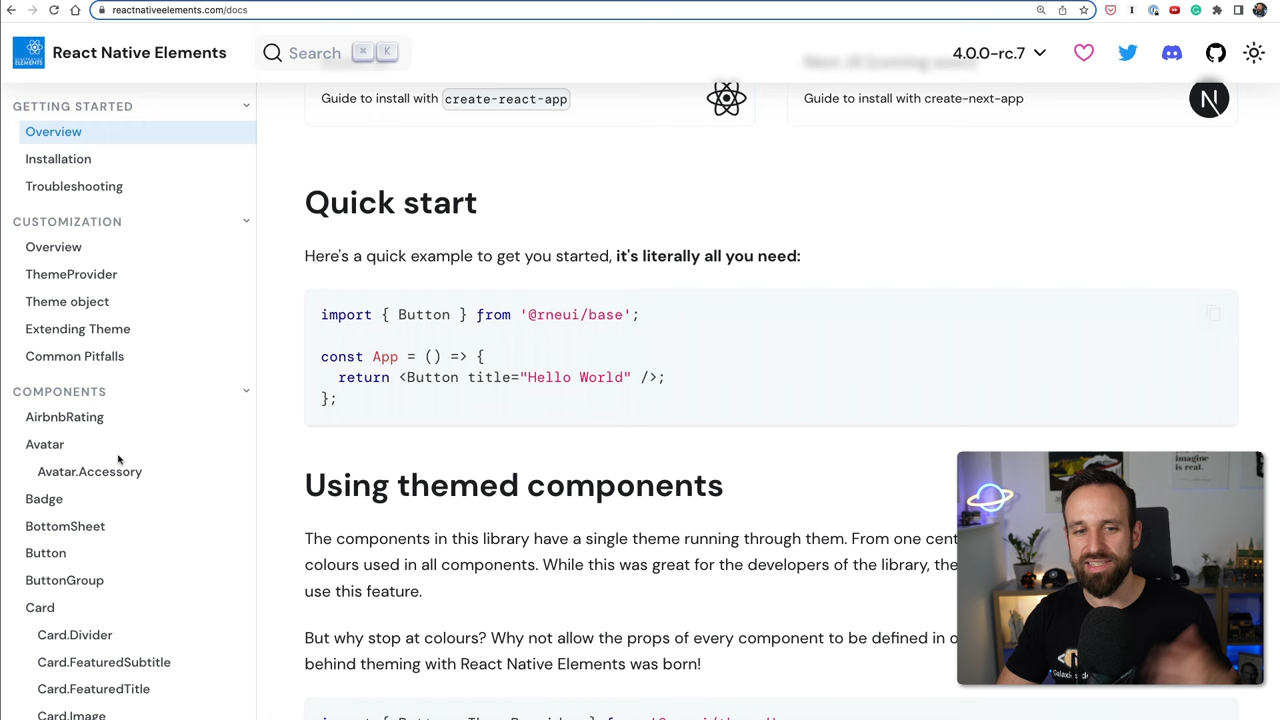 reactnativeelements.com/docs
React Native Elements
Search ⌘ K
4.0.0-rc.7
Guide to install with create-react-app
Guide to install with create-next-app
N
GETTING STARTED
Overview
Installation
Troubleshooting
CUSTOMIZATION
Overview
ThemeProvider
Theme object
Extending Theme
Common Pitfalls
COMPONENTS
AirbnbRating
Avatar
Avatar.Accessory
Badge
BottomSheet
Button
ButtonGroup
Card
Card.Divider
Card.FeaturedSubtitle
Card.FeaturedTitle
Card.Image
Quick start
Here's a quick example to get you started, it's literally all you need:
import { Button } from '@rneui/base';
const App = () => {
return <Button title="Hello World" />;
};
Using themed components
The components in this library have a single theme running through them. From one cent
colours used in all components. While this was great for the developers of the library, the
use this feature.
But why stop at colours? Why not allow the props of every component to be defined in o
behind theming with React Native Elements was born!
imagine
is real.